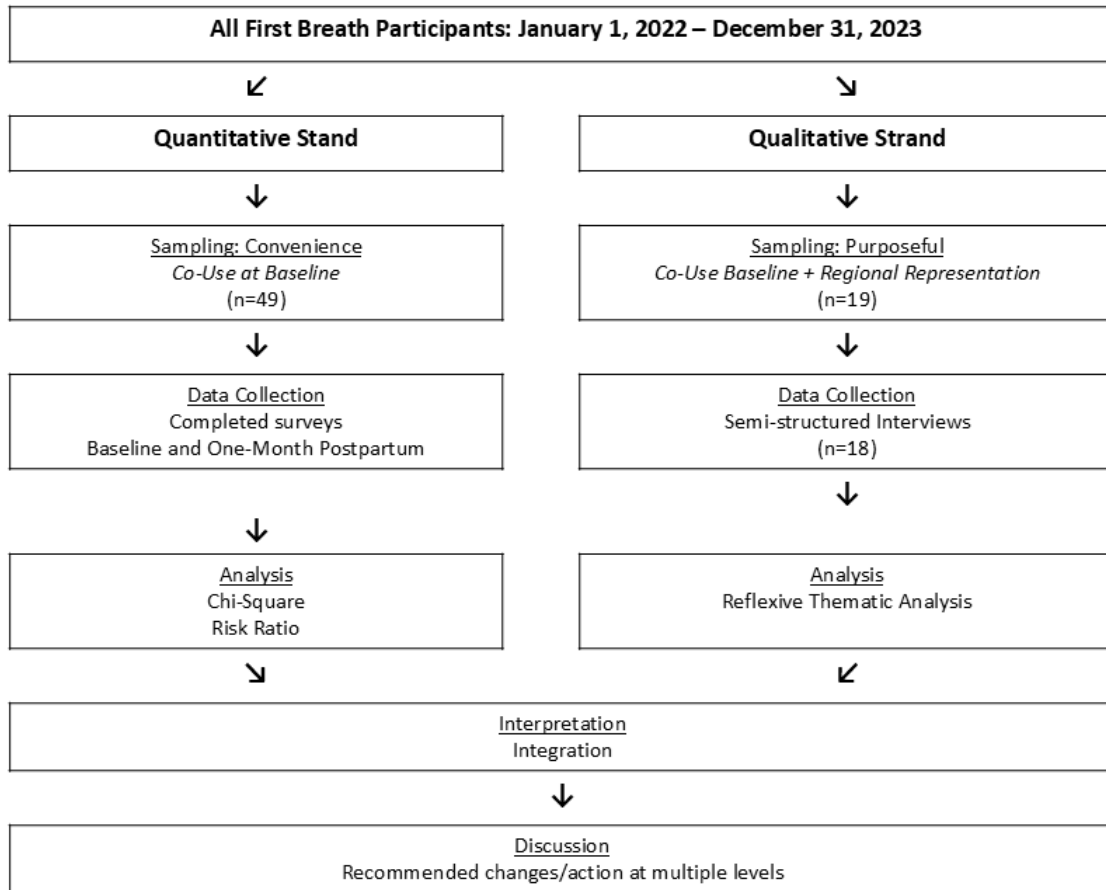 All First Breath Participants: January 1, 2022 – December 31, 2023
Quantitative Stand
Sampling: Convenience
Co-Use at Baseline
(n=49)
Data Collection
Completed surveys
Baseline and One-Month Postpartum
Analysis
Chi-Square
Risk Ratio
Qualitative Strand
Sampling: Purposeful
Co-Use Baseline + Regional Representation
(n=19)
Data Collection
Semi-structured Interviews
(n=18)
Analysis
Reflexive Thematic Analysis
Interpretation
Integration
Discussion
Recommended changes/action at multiple levels